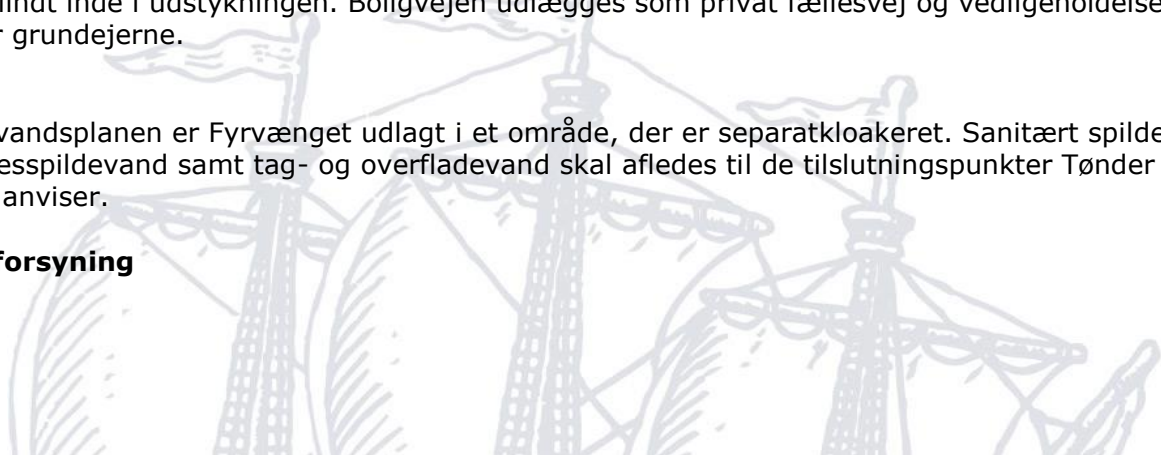 lindt inde i udstykningen. Boligvejen udlægges som privat fællesvej og vedligeholdelse
r grundejerne.
vandsplanen er Fyrvænget udlagt i et område, der er separatkloakeret. Sanitært spilde
esspildevand samt tag- og overfladevand skal afledes til de tilslutningspunkter Tønder
anviser.
forsyning